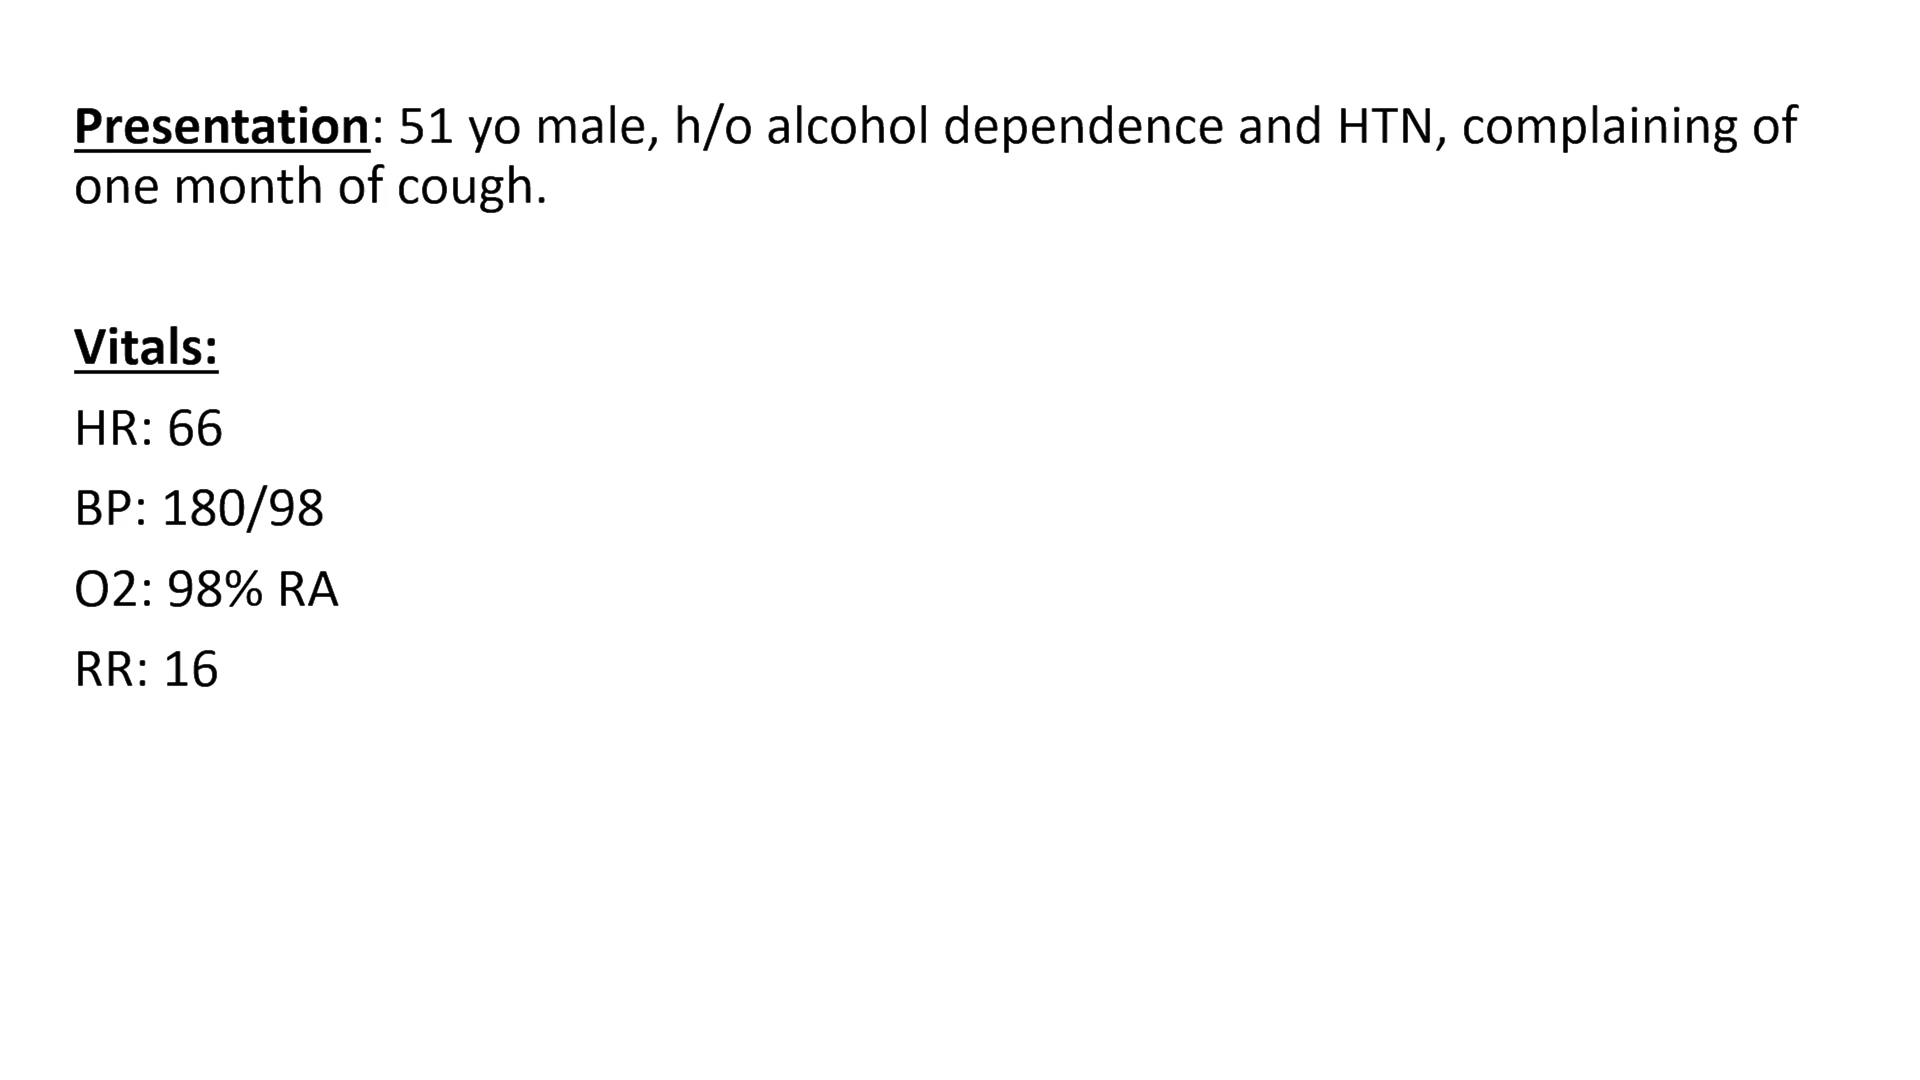 Presentation: 51 yo male, h/o alcohol dependence and HTN, complaining of
one month of cough.
Vitals:
HR: 66
BP: 180/98
O2: 98% RA
RR: 16